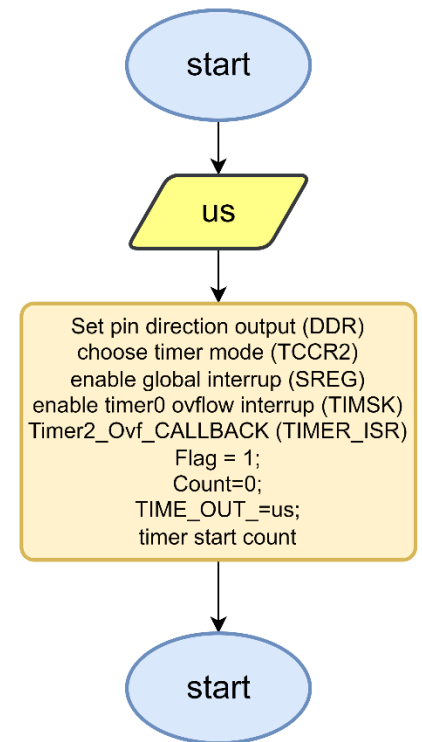 start
us
Set pin direction output (DDR)
choose timer mode (TCCR2)
enable global interrup (SREG)
enable timer0 ovflow interrup (TIMSK)
Timer2_Ovf_CALLBACK (TIMER_ISR)
Flag = 1;
Count=0;
TIME_OUT_=us;
timer start count
start